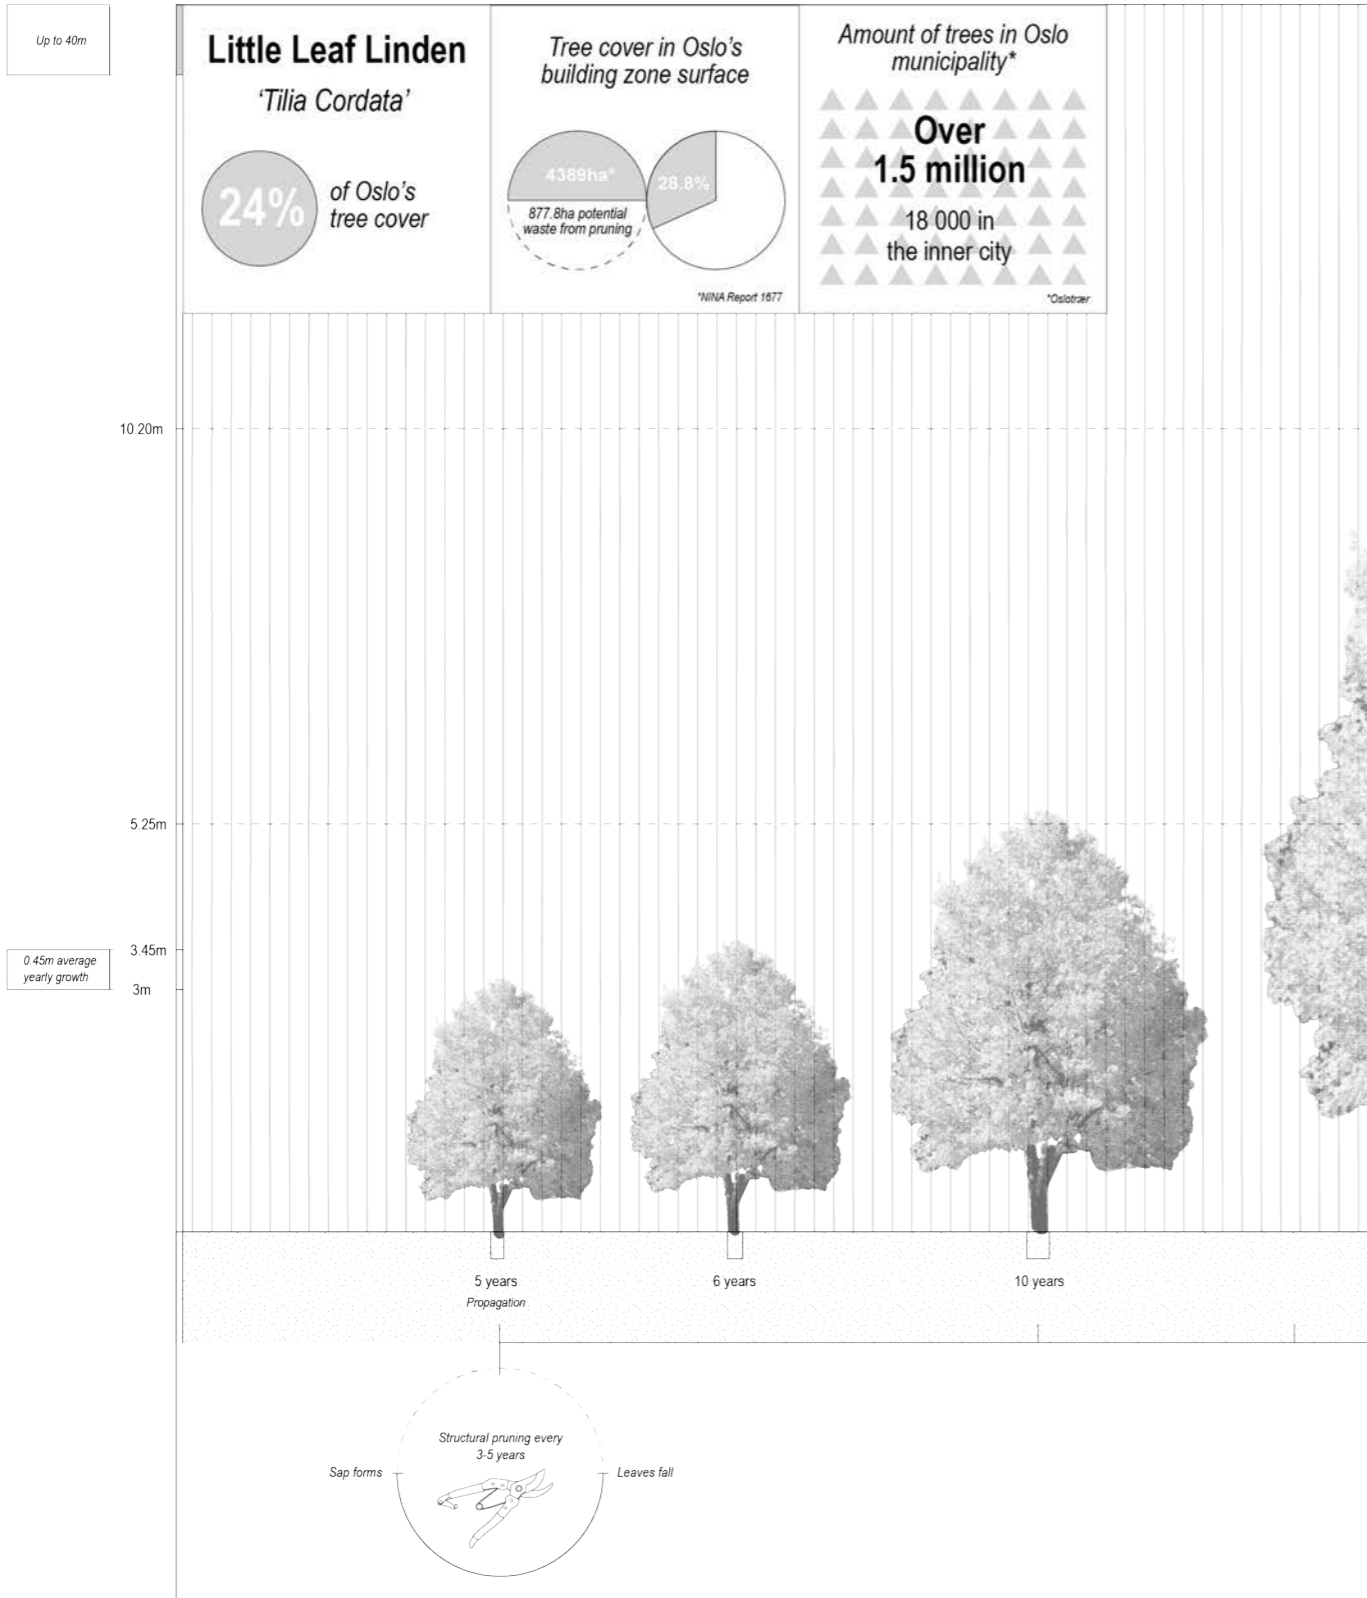 Up to 40m
Little Leaf Linden
‘Tilia Cordata’
24%
of Oslo’s
tree cover
Tree cover in Oslo’s
building zone surface
4389ha*
28.8%
877.8ha potential
waste from pruning
*NINA Report 1677
Amount of trees in Oslo
municipality*
Over
1.5 million
18 000 in
the inner city
*Oslotrær
10.20m
5.25m
3.45m
0.45m average
yearly growth
3m
5 years
Propagation
6 years
10 years
Structural pruning every
3-5 years
Sap forms
Leaves fall